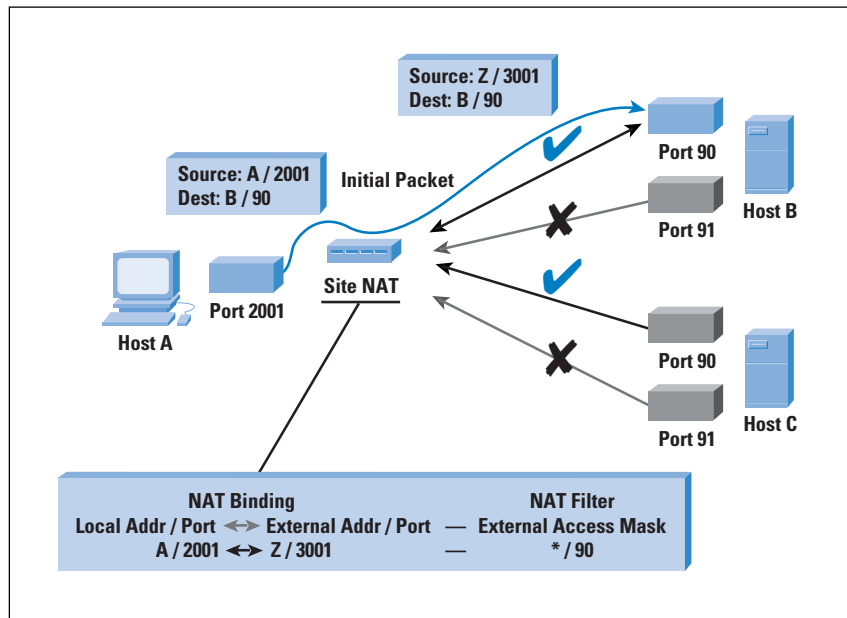 Source: Z / 3001
Dest: B / 90
Source: A / 2001
Dest: B / 90
Initial Packet
Port 90
Host B
Port 91
Site NAT
Port 2001
Host A
Port 90
Host C
Port 91
NAT Binding NAT Filter
Local Addr / Port External Addr / Port — External Access Mask
A / 2001 Z / 3001 — * / 90